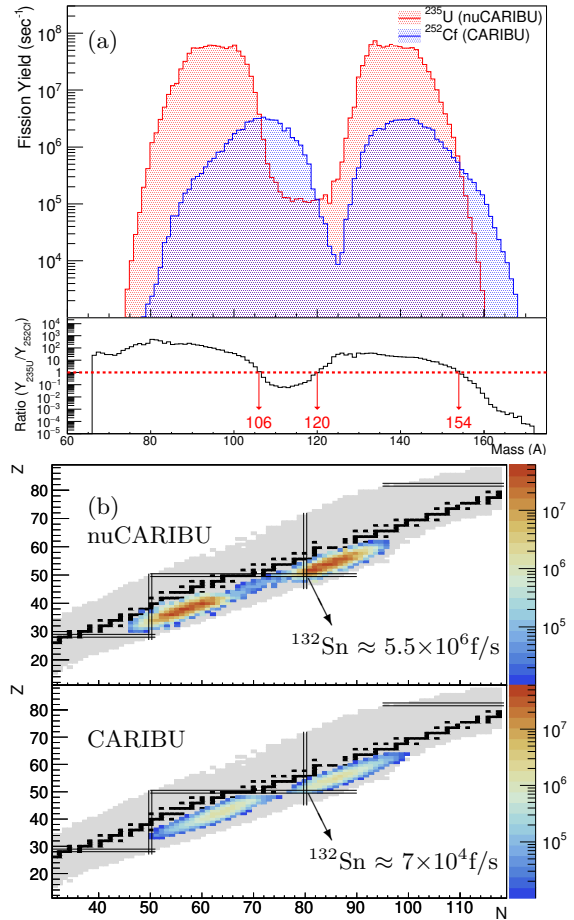 (a)
²³⁵U (nuCARIBU)
²⁵²Cf (CARIBU)
Fission Yield (sec⁻¹)
10⁸
10⁷
10⁶
10⁵
10⁴
Ratio (Y₂₃₅U/Y₂₅₂Cf)
10⁴
10³
10²
10
1
10⁻¹
10⁻²
10⁻³
10⁻⁴
10⁻⁵
106
120
154
60 80 100 120 140 160
Mass (A)
(b)
nuCARIBU
Z
80
70
60
50
40
30
20
¹³²Sn ≈ 5.5×10⁶f/s
10⁷
10⁶
10⁵
10⁴
CARIBU
Z
80
70
60
50
40
30
20
¹³²Sn ≈ 7×10⁴f/s
10⁷
10⁶
10⁵
10⁴
40 50 60 70 80 90 100 110
N